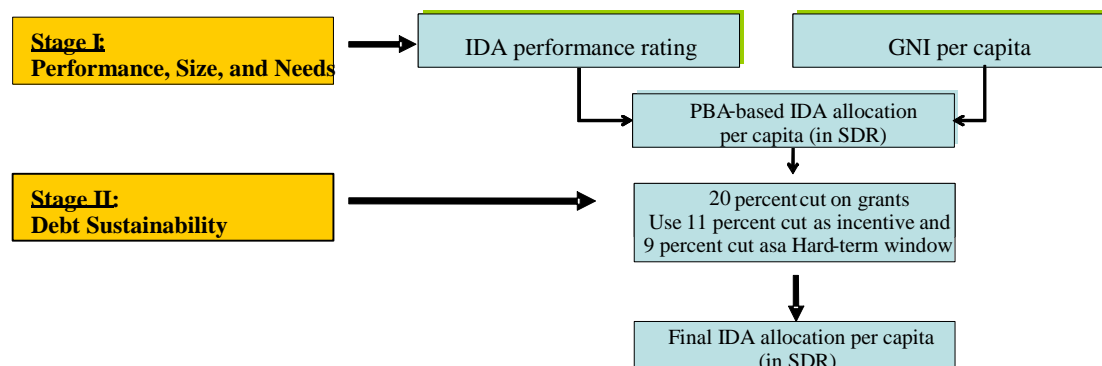 Stage I:
Performance, Size, and Needs
IDA performance rating
GNI per capita
PBA-based IDA allocation
per capita (in SDR)
Stage II:
Debt Sustainability
20 percent cut on grants
Use 11 percent cut as incentive and
9 percent cut asa Hard-term window
Final IDA allocation per capita
(in SDR)